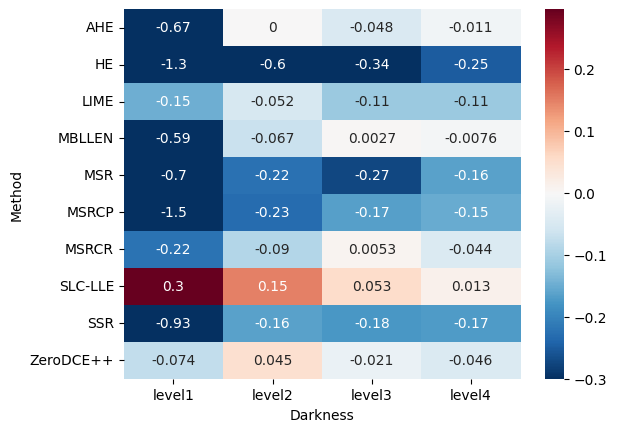 AHE -0.67 0 -0.048 -0.011
HE -1.3 -0.6 -0.34 -0.25
LIME -0.15 -0.052 -0.11 -0.11
MBLLEN -0.59 -0.067 0.0027 -0.0076
MSR -0.7 -0.22 -0.27 -0.16
MSRCP -1.5 -0.23 -0.17 -0.15
MSRCR -0.22 -0.09 0.0053 -0.044
SLC-LLE 0.3 0.15 0.053 0.013
SSR -0.93 -0.16 -0.18 -0.17
ZeroDCE++ -0.074 0.045 -0.021 -0.046
level1 level2 level3 level4
Darkness
Method
0.2
0.1
0.0
−0.1
−0.2
−0.3